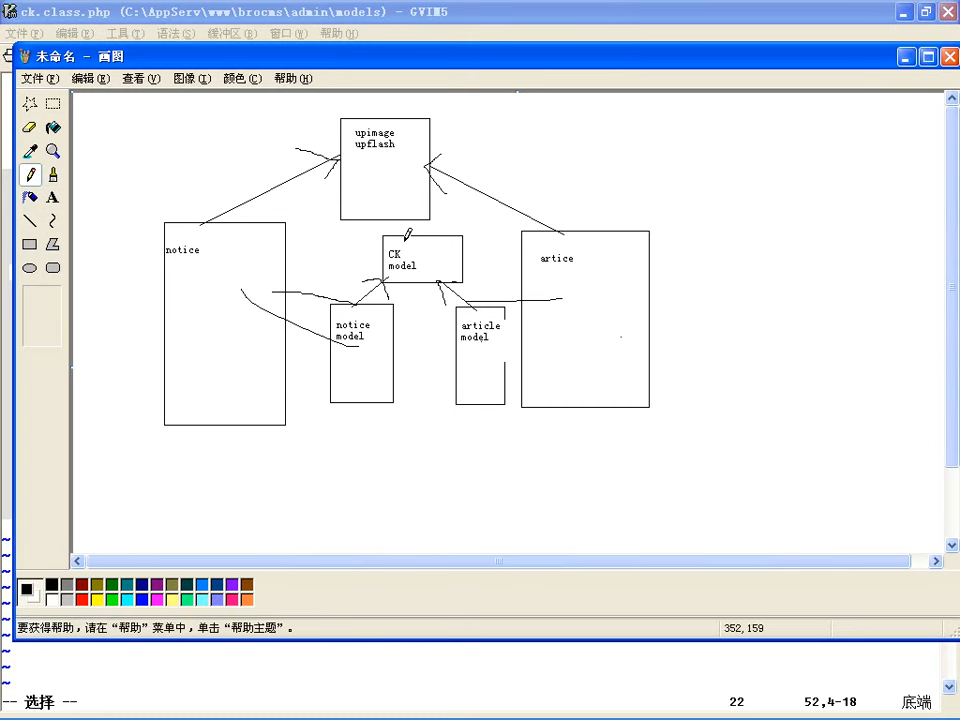 ck.class.php (C:\AppServ\www\brocms\admin\models) - GVIM5
文件(F) 编辑(E) 工具(T) 语法(S) 缓冲区(B) 窗口(W) 帮助(H)
未命名 - 画图
文件(F) 编辑(E) 查看(V) 图像(I) 颜色(C) 帮助(H)
A
upimage
upflash
notice
CK
model
artice
notice
model
article
model
要获得帮助，请在“帮助”菜单中，单击“帮助主题”。
352,159
~
~
~
~
~
~
~
~
-- 选择 --
22
52,4-18
底端